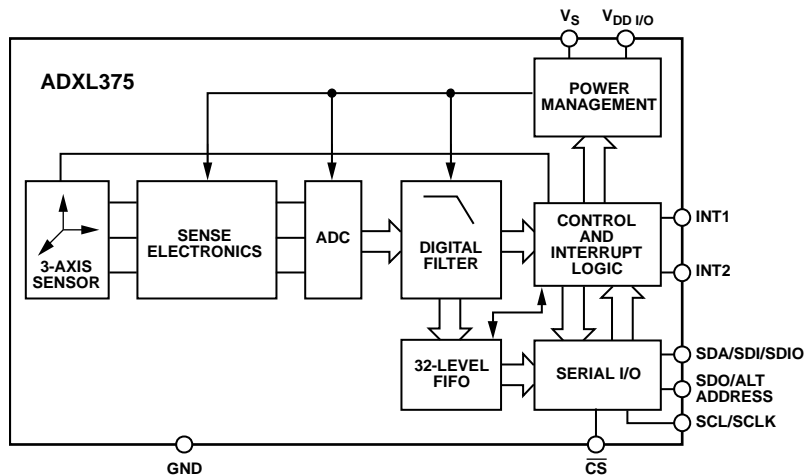 VS
VDD I/O
ADXL375
POWER
MANAGEMENT
3-AXIS
SENSOR
SENSE
ELECTRONICS
ADC
DIGITAL
FILTER
CONTROL
AND
INTERRUPT
LOGIC
INT1
INT2
32-LEVEL
FIFO
SERIAL I/O
SDA/SDI/SDIO
SDO/ALT
ADDRESS
SCL/SCLK
GND
CS